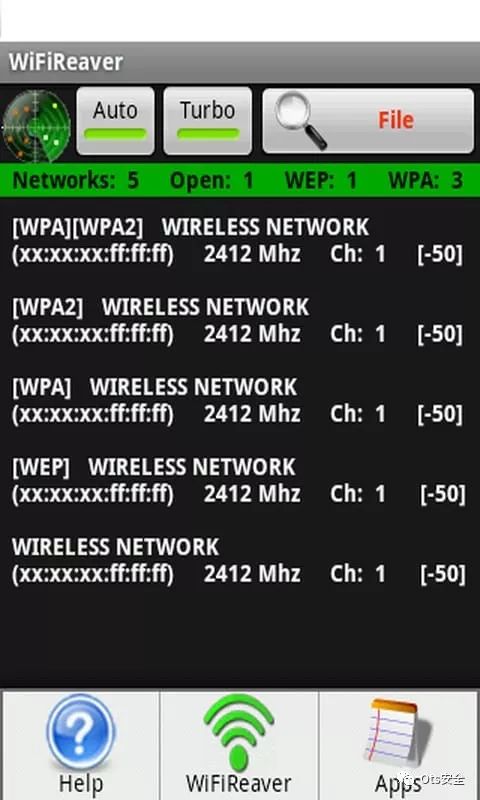 WiFiReaver
Auto Turbo File
Networks: 5 Open: 1 WEP: 1 WPA: 3
[WPA][WPA2] WIRELESS NETWORK
(xx:xx:xx:ff:ff:ff) 2412 Mhz Ch: 1 [-50]
[WPA2] WIRELESS NETWORK
(xx:xx:xx:ff:ff:ff) 2412 Mhz Ch: 1 [-50]
[WPA] WIRELESS NETWORK
(xx:xx:xx:ff:ff:ff) 2412 Mhz Ch: 1 [-50]
[WEP] WIRELESS NETWORK
(xx:xx:xx:ff:ff:ff) 2412 Mhz Ch: 1 [-50]
WIRELESS NETWORK
(xx:xx:xx:ff:ff:ff) 2412 Mhz Ch: 1 [-50]
Help WiFiReaver Apps
Ots安全